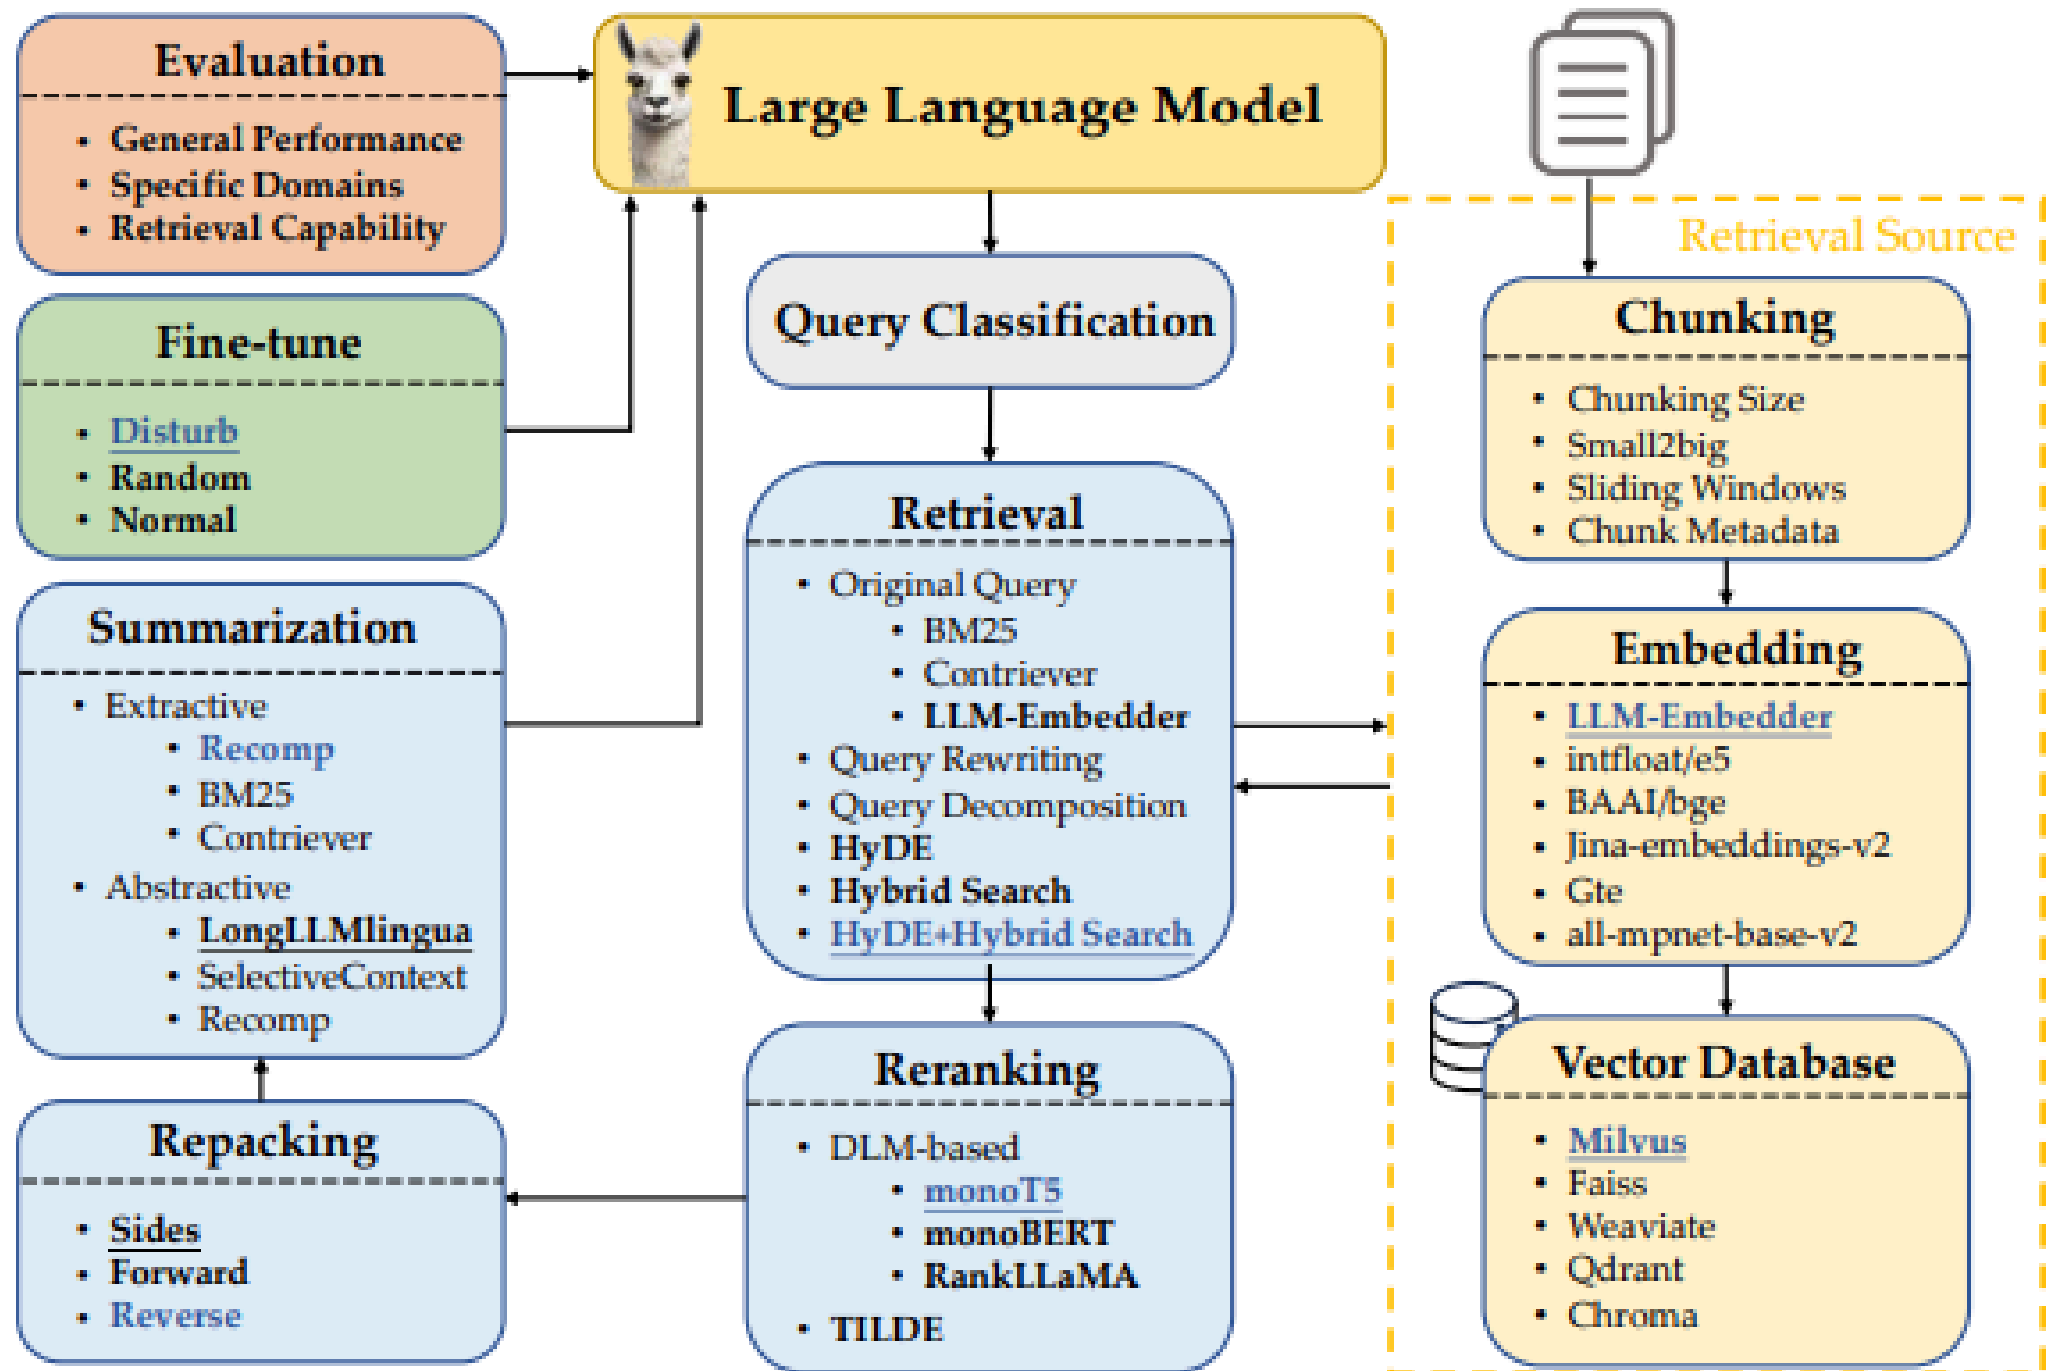 Evaluation
• General Performance
• Specific Domains
• Retrieval Capability
Fine-tune
• Disturb
• Random
• Normal
Summarization
• Extractive
• Recomp
• BM25
• Contriever
• Abstractive
• LongLLMlingua
• SelectiveContext
• Recomp
Repacking
• Sides
• Forward
• Reverse
Large Language Model
Query Classification
Retrieval
• Original Query
• BM25
• Contriever
• LLM-Embedder
• Query Rewriting
• Query Decomposition
• HyDE
• Hybrid Search
• HyDE+Hybrid Search
Reranking
• DLM-based
• monoT5
• monoBERT
• RankLLaMA
• TILDE
Retrieval Source
Chunking
• Chunking Size
• Small2big
• Sliding Windows
• Chunk Metadata
Embedding
• LLM-Embedder
• intfloat/e5
• BAAI/bge
• Jina-embeddings-v2
• Gte
• all-mpnet-base-v2
Vector Database
• Milvus
• Faiss
• Weaviate
• Qdrant
• Chroma